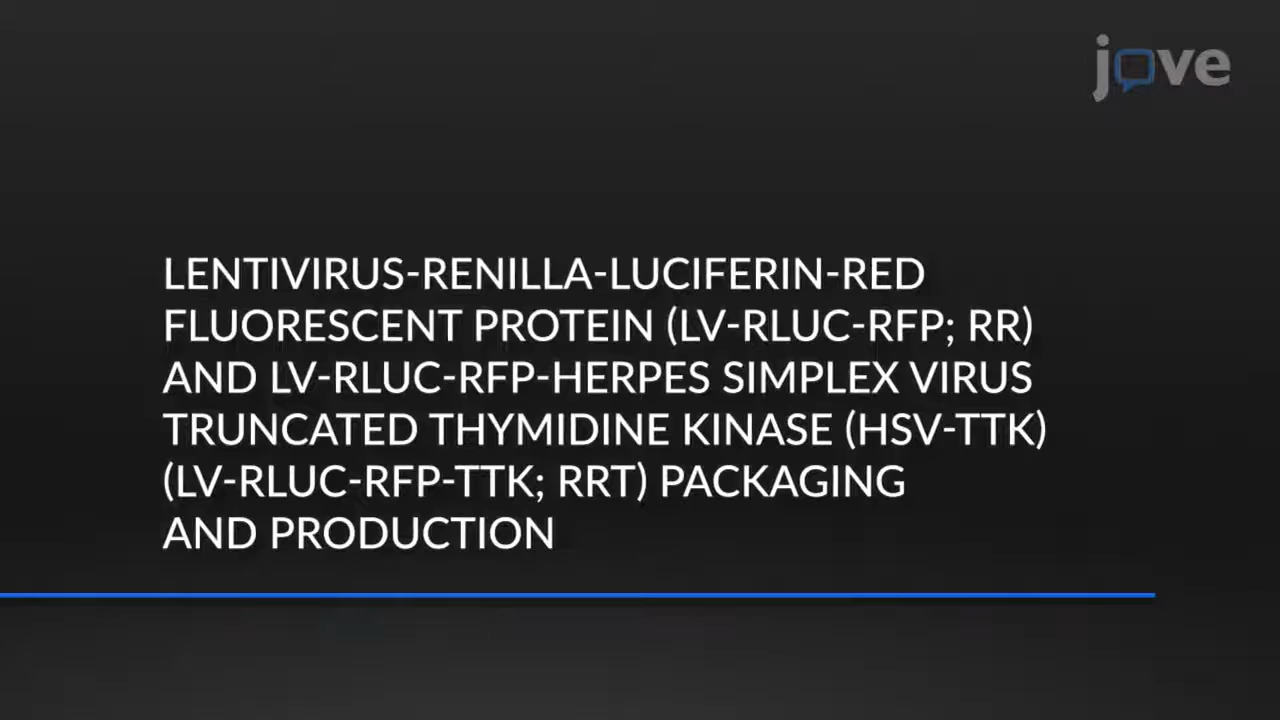 jove
LENTIVIRUS-RENILLA-LUCIFERIN-RED
FLUORESCENT PROTEIN (LV-RLUC-RFP; RR)
AND LV-RLUC-RFP-HERPES SIMPLEX VIRUS
TRUNCATED THYMIDINE KINASE (HSV-TTK)
(LV-RLUC-RFP-TTK; RRT) PACKAGING
AND PRODUCTION